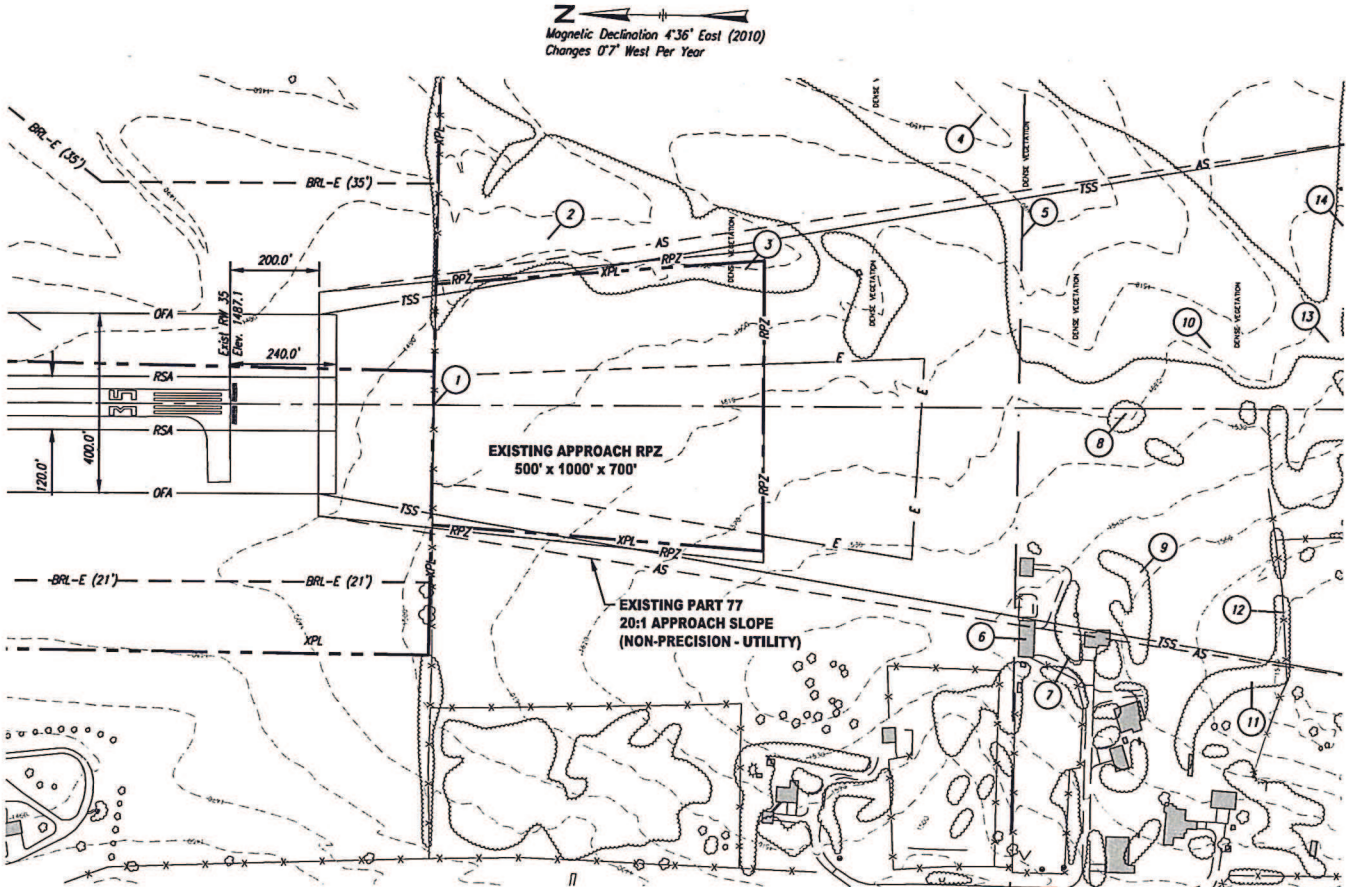 N
Magnetic Declination 4°36' East (2010)
Changes 0°7' West Per Year
BRL-E (35')
BRL-E (35')
XPL
DENSE V
DENSE VEGETATION
AS
TSS
1
2
3
4
5
14
200.0'
OFA
Exist RW 35
Elev. 1487.1
240.0'
TSS
RPZ
XPL
RPZ
AS
DENSE VEGETATION
DENSE VEGETATION
DENSE VEGETATION
DENSE VEGETATION
10
13
RSA
35
RSA
400.0'
120.0'
OFA
RPZ
RPZ
E
E
E
E
8
EXISTING APPROACH RPZ
500' x 1000' x 700'
TSS
RPZ
XPL
RPZ
AS
BRL-E (21')
BRL-E (21')
XPL
XPL
EXISTING PART 77
20:1 APPROACH SLOPE
(NON-PRECISION - UTILITY)
6
7
9
12
11
TSS
AS